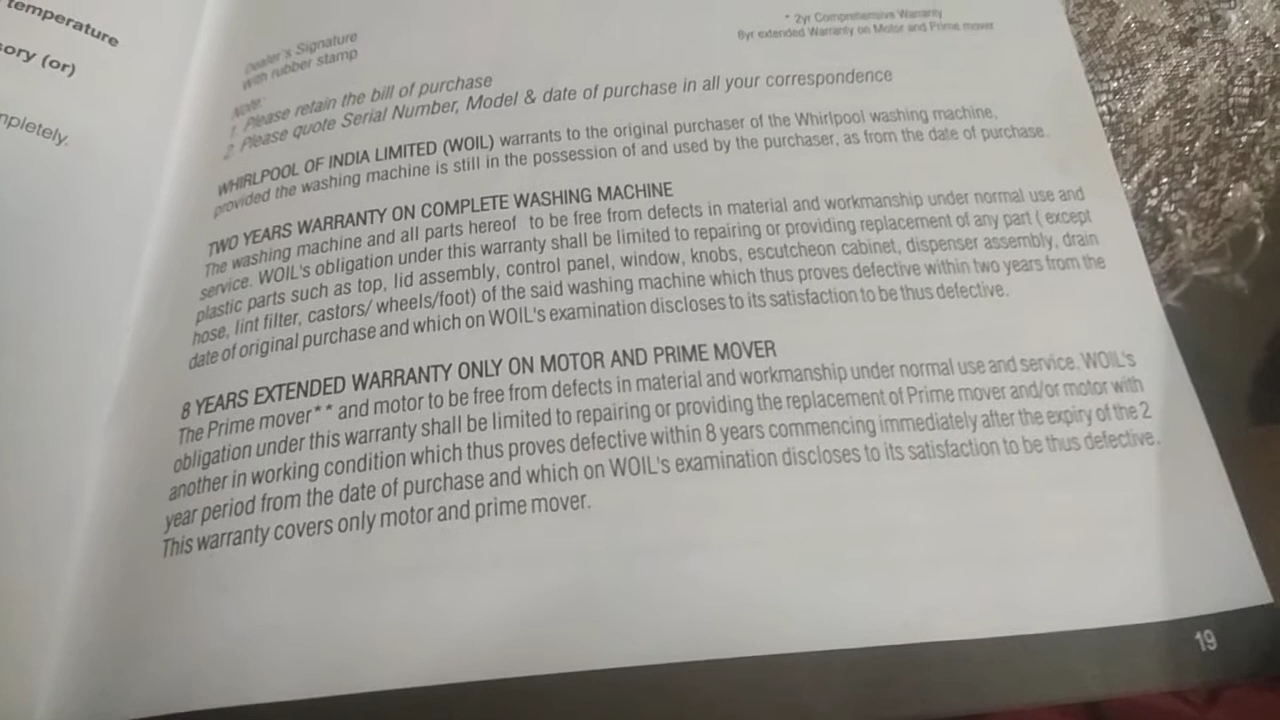 temperature
sory (or)
npletely.
* 2yr Comprehensive Warranty
8yr extended Warranty on Motor and Prime mover
Dealer's Signature
with rubber stamp
Note:
1. Please retain the bill of purchase
2. Please quote Serial Number, Model & date of purchase in all your correspondence
WHIRLPOOL OF INDIA LIMITED (WOIL) warrants to the original purchaser of the Whirlpool washing machine,
provided the washing machine is still in the possession of and used by the purchaser, as from the date of purchase.
TWO YEARS WARRANTY ON COMPLETE WASHING MACHINE
The washing machine and all parts hereof to be free from defects in material and workmanship under normal use and
service. WOIL's obligation under this warranty shall be limited to repairing or providing replacement of any part ( except
plastic parts such as top, lid assembly, control panel, window, knobs, escutcheon cabinet, dispenser assembly, drain
hose, lint filter, castors/ wheels/foot) of the said washing machine which thus proves defective within two years from the
date of original purchase and which on WOIL's examination discloses to its satisfaction to be thus defective.
8 YEARS EXTENDED WARRANTY ONLY ON MOTOR AND PRIME MOVER
The Prime mover** and motor to be free from defects in material and workmanship under normal use and service. WOIL's
obligation under this warranty shall be limited to repairing or providing the replacement of Prime mover and/or motor with
another in working condition which thus proves defective within 8 years commencing immediately after the expiry of the 2
year period from the date of purchase and which on WOIL's examination discloses to its satisfaction to be thus defective.
This warranty covers only motor and prime mover.
19